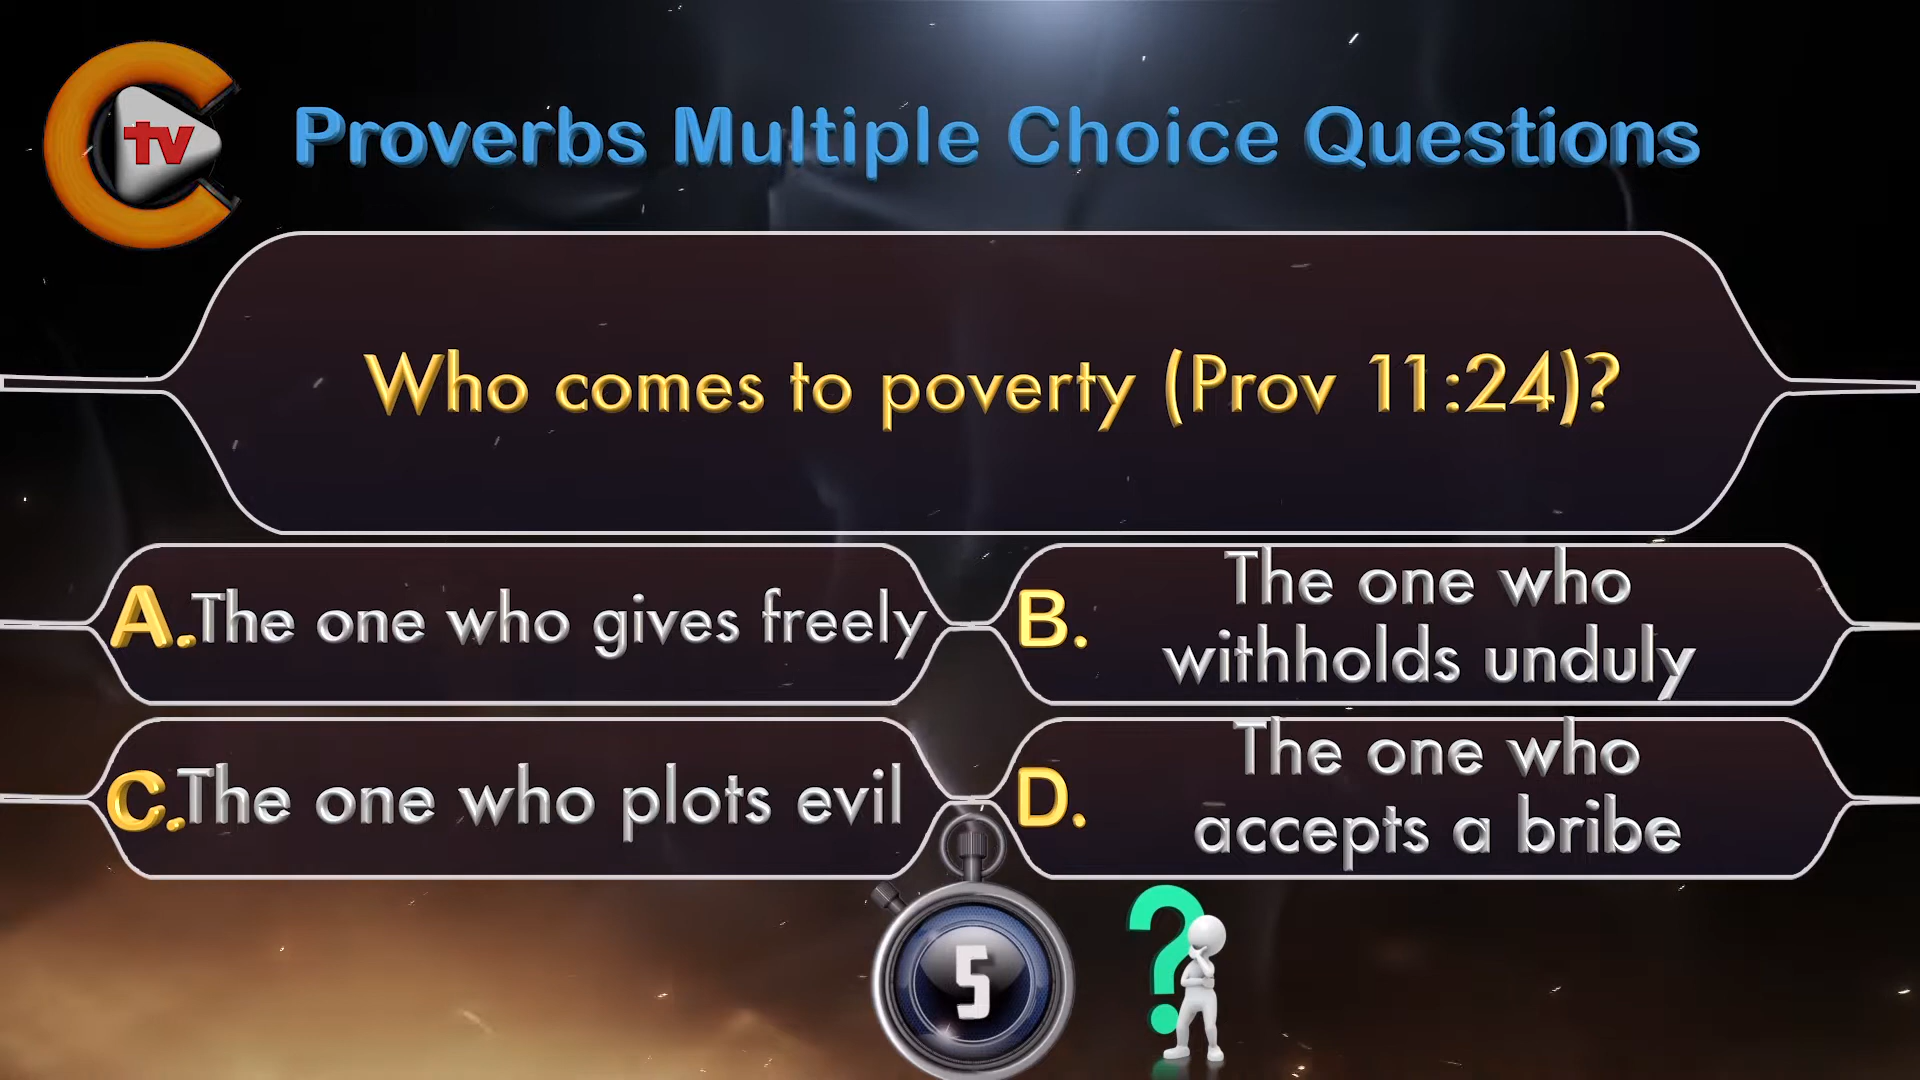 tv
Proverbs Multiple Choice Questions
Who comes to poverty (Prov 11:24)?
A. The one who gives freely
B. The one who
withholds unduly
C. The one who plots evil
D. The one who
accepts a bribe
5
?